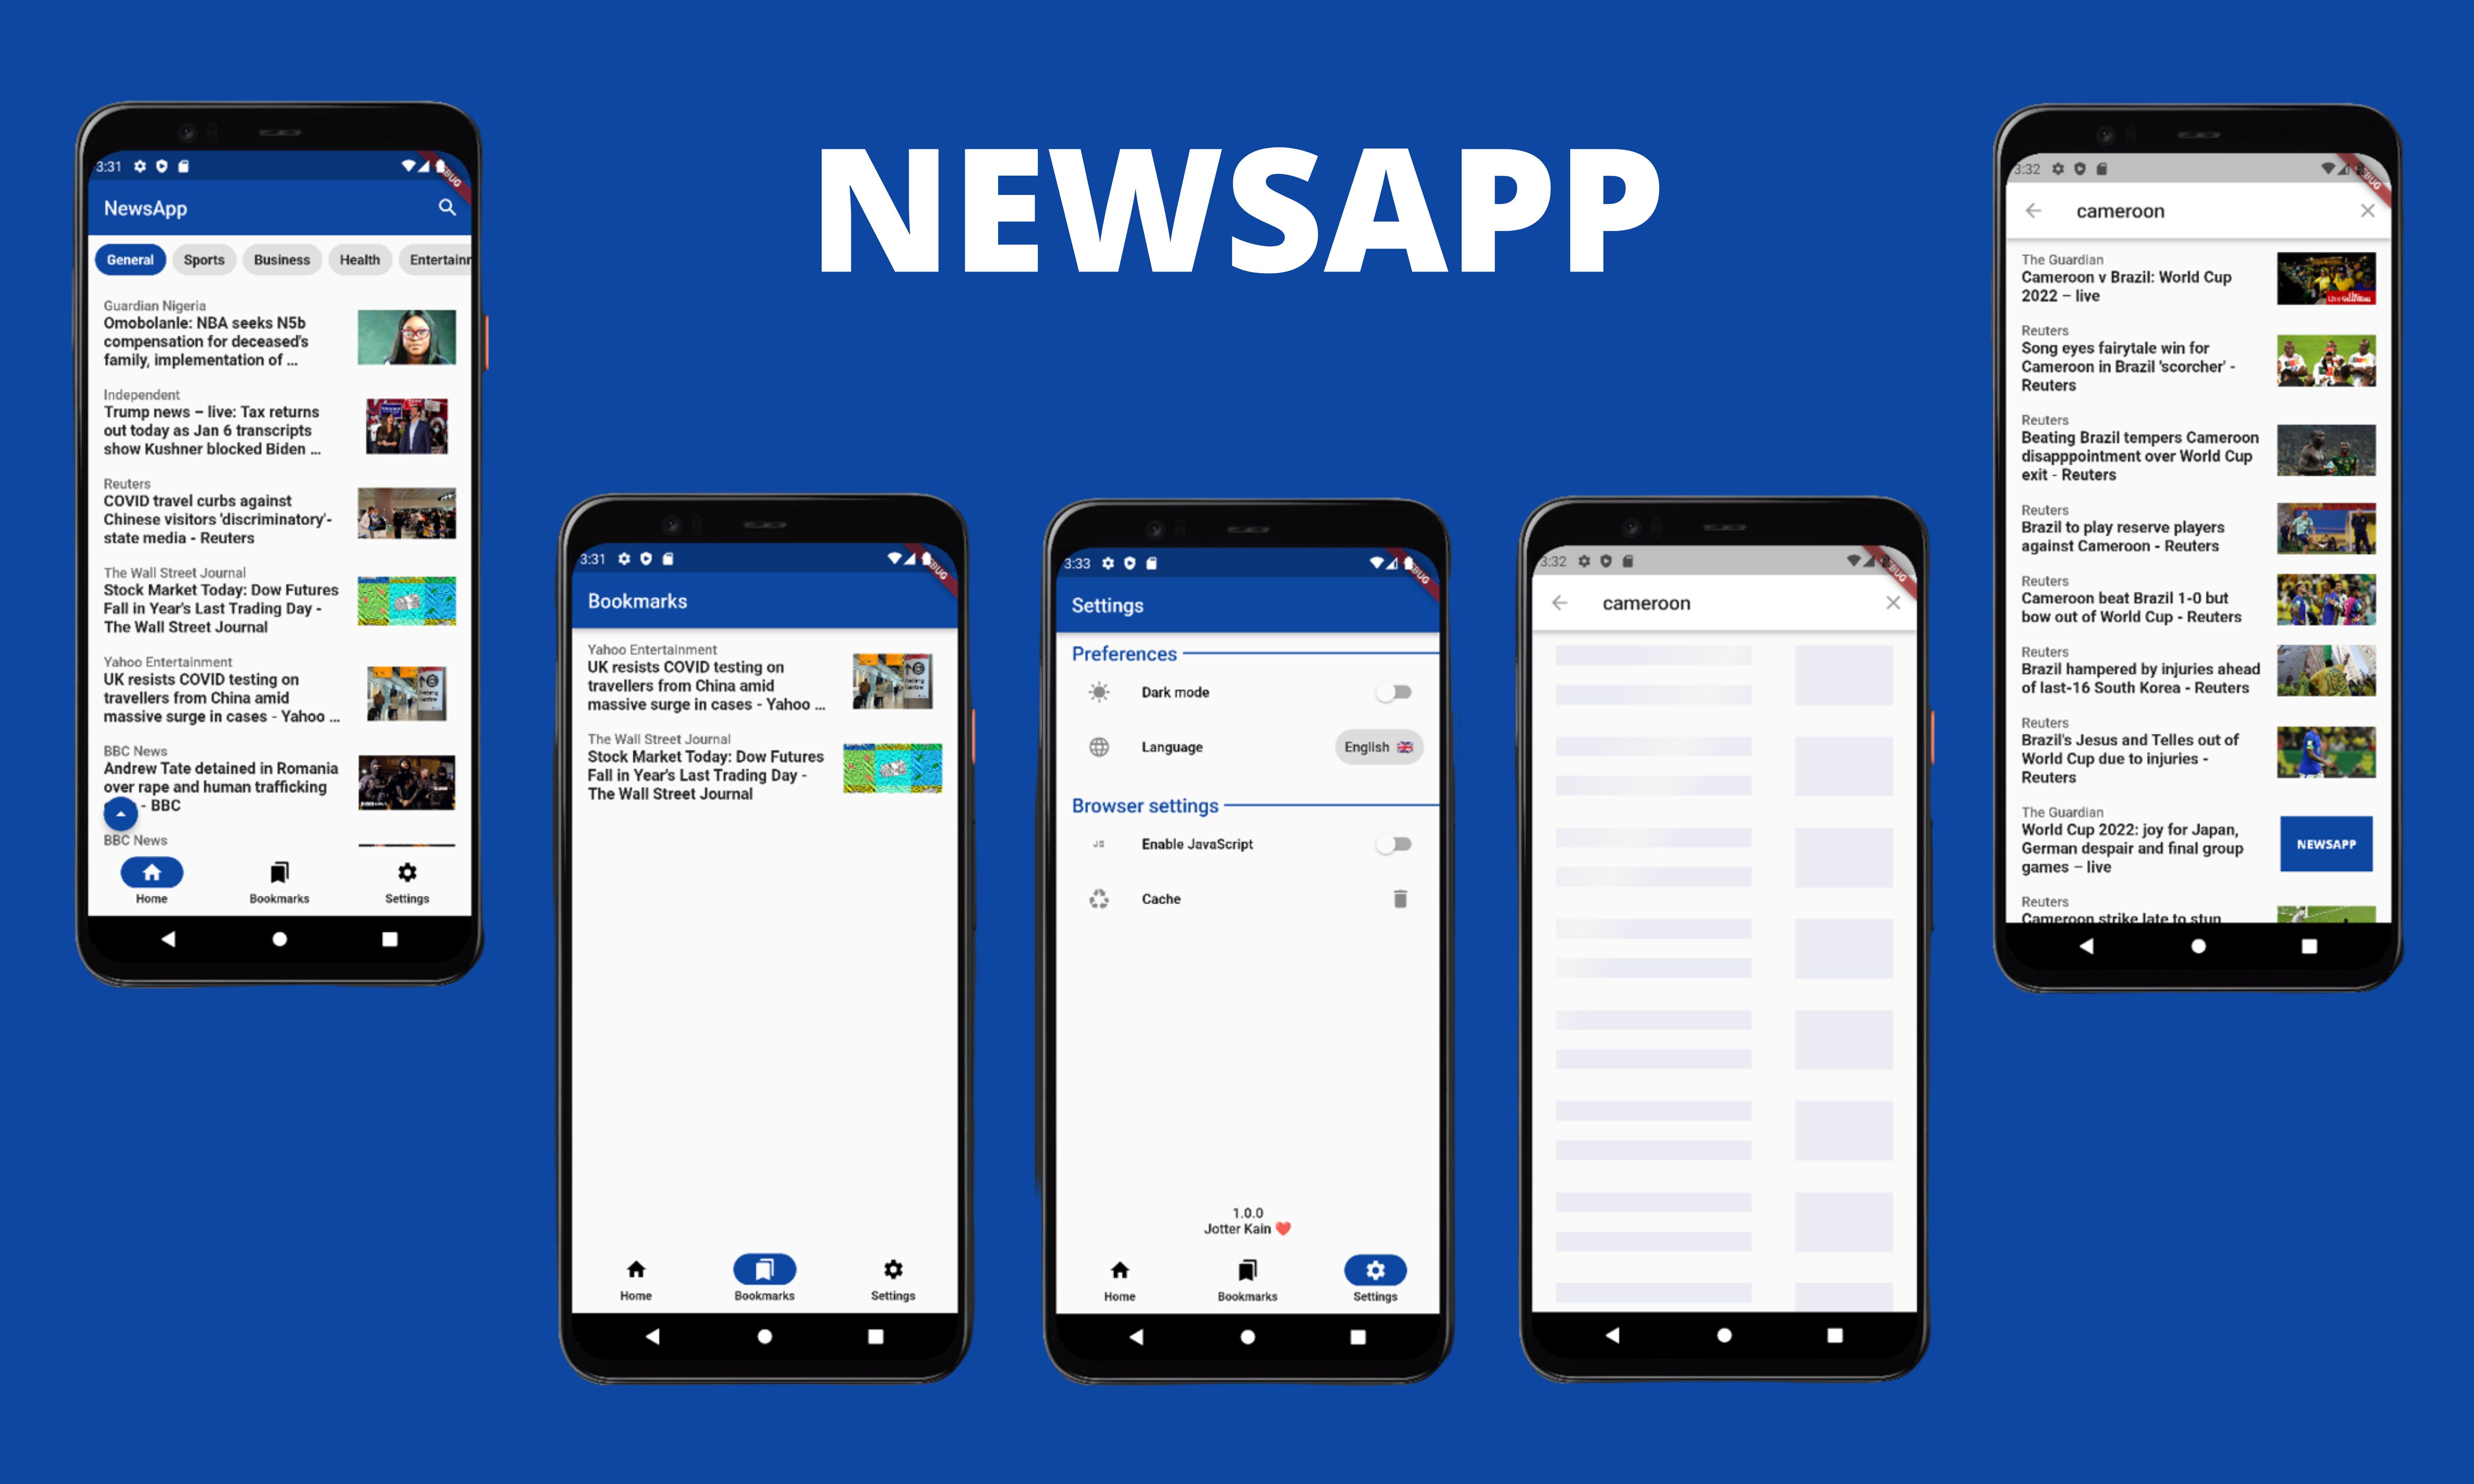 NEWSAPP
3:31
BUG
NewsApp
General
Sports
Business
Health
Entertainn
Guardian Nigeria
Omobolanle: NBA seeks N5b
compensation for deceased's
family, implementation of ...
Independent
Trump news – live: Tax returns
out today as Jan 6 transcripts
show Kushner blocked Biden ...
Reuters
COVID travel curbs against
Chinese visitors 'discriminatory'-
state media - Reuters
The Wall Street Journal
Stock Market Today: Dow Futures
Fall in Year's Last Trading Day -
The Wall Street Journal
Yahoo Entertainment
UK resists COVID testing on
travellers from China amid
massive surge in cases - Yahoo ...
BBC News
Andrew Tate detained in Romania
over rape and human trafficking
- BBC
BBC News
Home
Bookmarks
Settings
3:31
BUG
Bookmarks
Yahoo Entertainment
UK resists COVID testing on
travellers from China amid
massive surge in cases - Yahoo ...
The Wall Street Journal
Stock Market Today: Dow Futures
Fall in Year's Last Trading Day -
The Wall Street Journal
Home
Bookmarks
Settings
3:33
BUG
Settings
Preferences
Dark mode
Language
English
Browser settings
JS
Enable JavaScript
Cache
1.0.0
Jotter Kain ❤️
Home
Bookmarks
Settings
3:32
BUG
cameroon
3:32
BUG
cameroon
The Guardian
Cameroon v Brazil: World Cup
2022 – live
Reuters
Song eyes fairytale win for
Cameroon in Brazil 'scorcher' -
Reuters
Reuters
Beating Brazil tempers Cameroon
disapppointment over World Cup
exit - Reuters
Reuters
Brazil to play reserve players
against Cameroon - Reuters
Reuters
Cameroon beat Brazil 1-0 but
bow out of World Cup - Reuters
Reuters
Brazil hampered by injuries ahead
of last-16 South Korea - Reuters
Reuters
Brazil's Jesus and Telles out of
World Cup due to injuries -
Reuters
The Guardian
World Cup 2022: joy for Japan,
German despair and final group
games – live
NEWSAPP
Reuters
Cameroon strike late to stun